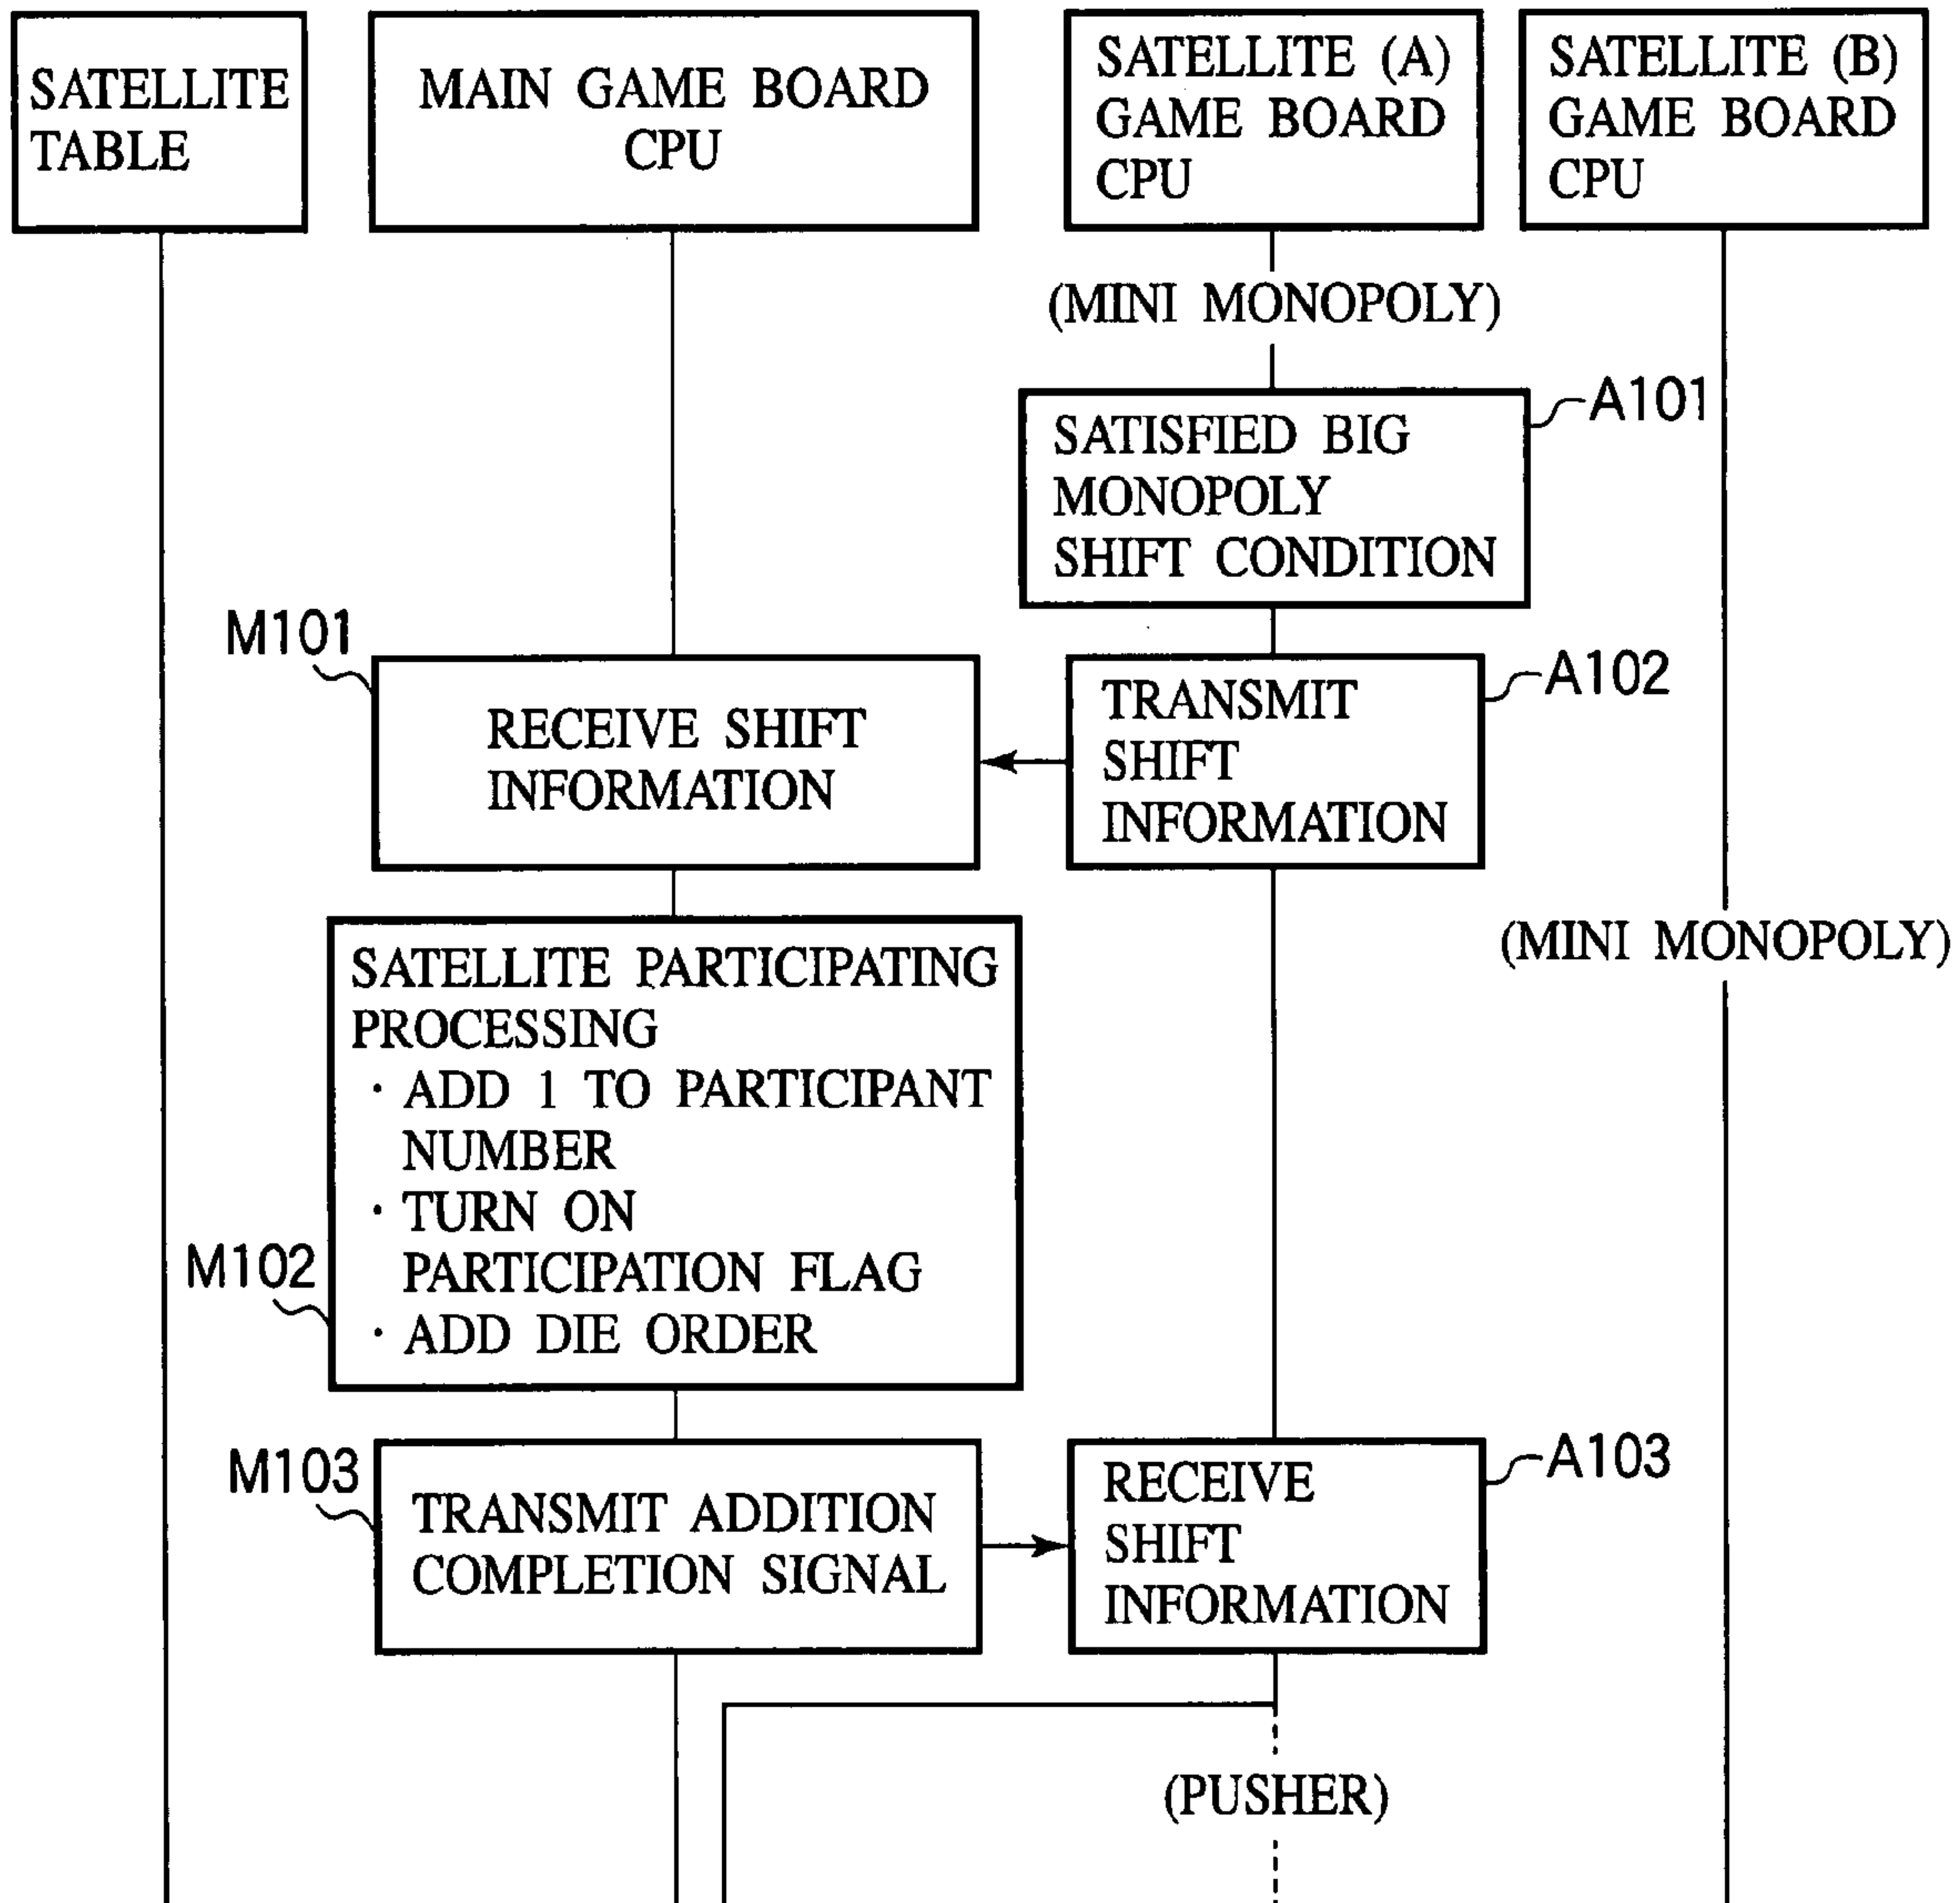 SATELLITE
TABLE
MAIN GAME BOARD
CPU
SATELLITE (A)
GAME BOARD
CPU
SATELLITE (B)
GAME BOARD
CPU
(MINI MONOPOLY)
SATISFIED BIG
MONOPOLY
SHIFT CONDITION
A101
M101
RECEIVE SHIFT
INFORMATION
TRANSMIT
SHIFT
INFORMATION
A102
(MINI MONOPOLY)
SATELLITE PARTICIPATING
PROCESSING
· ADD 1 TO PARTICIPANT
NUMBER
· TURN ON
PARTICIPATION FLAG
· ADD DIE ORDER
M102
M103
TRANSMIT ADDITION
COMPLETION SIGNAL
RECEIVE
SHIFT
INFORMATION
A103
(PUSHER)